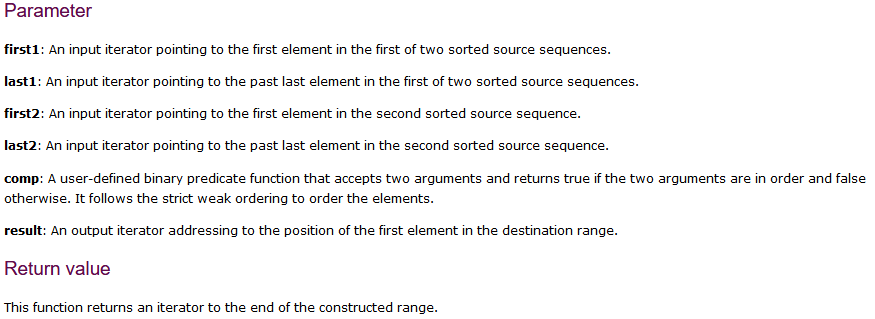 Parameter
first1: An input iterator pointing to the first element in the first of two sorted source sequences.
last1: An input iterator pointing to the past last element in the first of two sorted source sequences.
first2: An input iterator pointing to the first element in the second sorted source sequence.
last2: An input iterator pointing to the past last element in the second sorted source sequence.
comp: A user-defined binary predicate function that accepts two arguments and returns true if the two arguments are in order and false
otherwise. It follows the strict weak ordering to order the elements.
result: An output iterator addressing to the position of the first element in the destination range.
Return value
This function returns an iterator to the end of the constructed range.